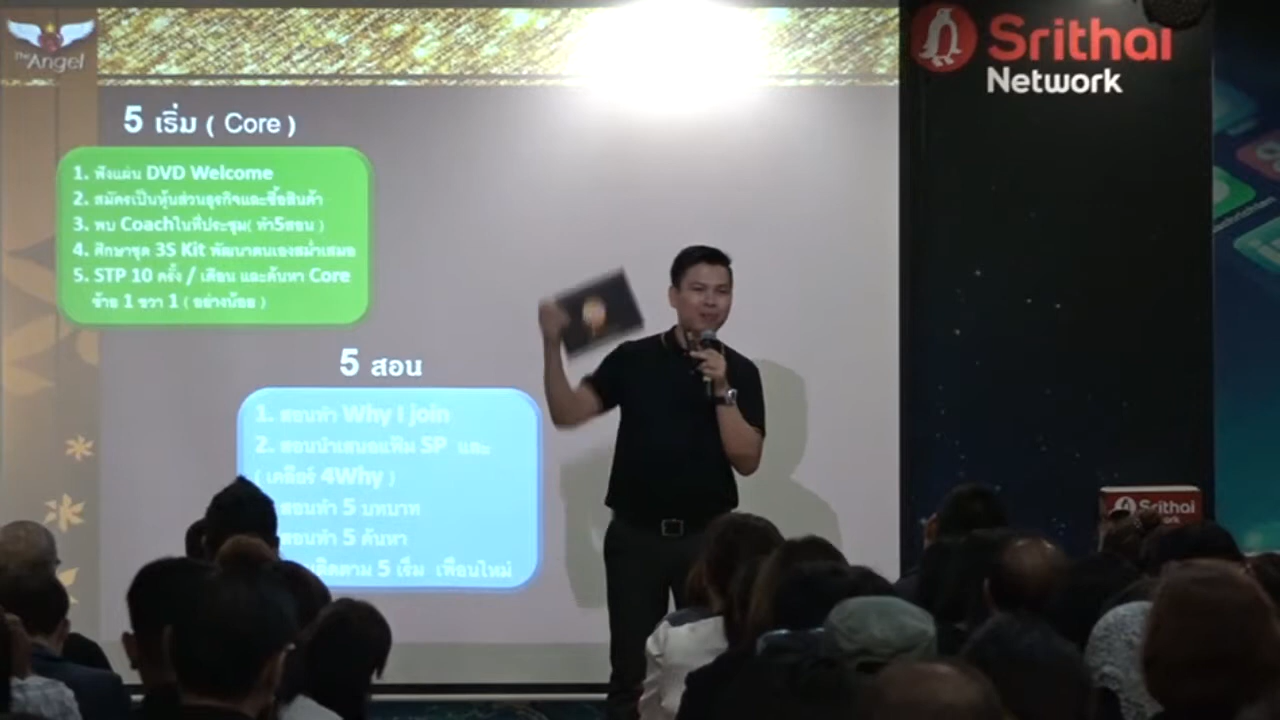 The Angel
Srithai
Network
5 เริ่ม ( Core )
1. ฟังแผ่น DVD Welcome
2. สมัครเป็นหุ้นส่วนธุรกิจและซื้อสินค้า
3. พบ Coachในที่ประชุม( ทำ5สอน )
4. ศึกษาชุด 3S Kit พัฒนาตนเองสม่ำเสมอ
5. STP 10 ครั้ง / เดือน และค้นหา Core
ซ้าย 1 ขวา 1 ( อย่างน้อย )
5 สอน
1. สอนทำ Why I join
2. สอนนำเสนอแฟ้ม SP และ
( เคลียร์ 4Why )
สอนทำ 5 บทบาท
สอนทำ 5 ค้นหา
ติดตาม 5 เริ่ม เพื่อนใหม่
Srithai